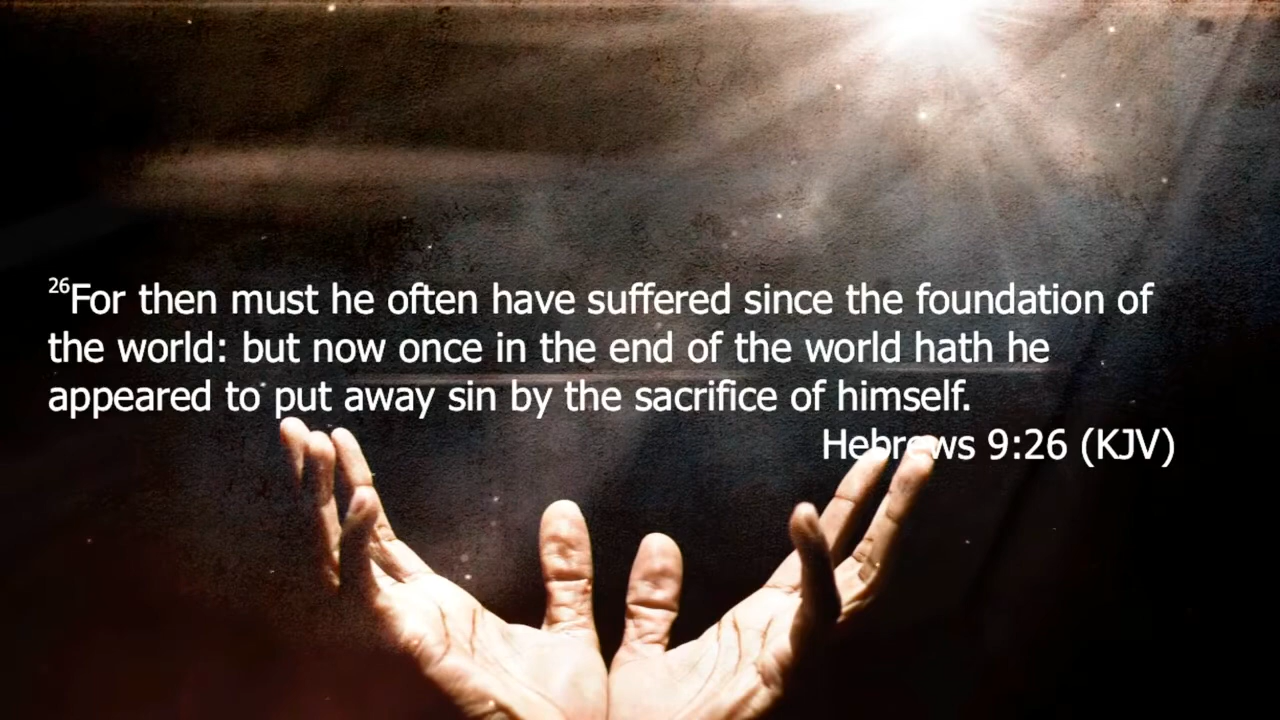 26For then must he often have suffered since the foundation of
the world: but now once in the end of the world hath he
appeared to put away sin by the sacrifice of himself.
Hebrews 9:26 (KJV)